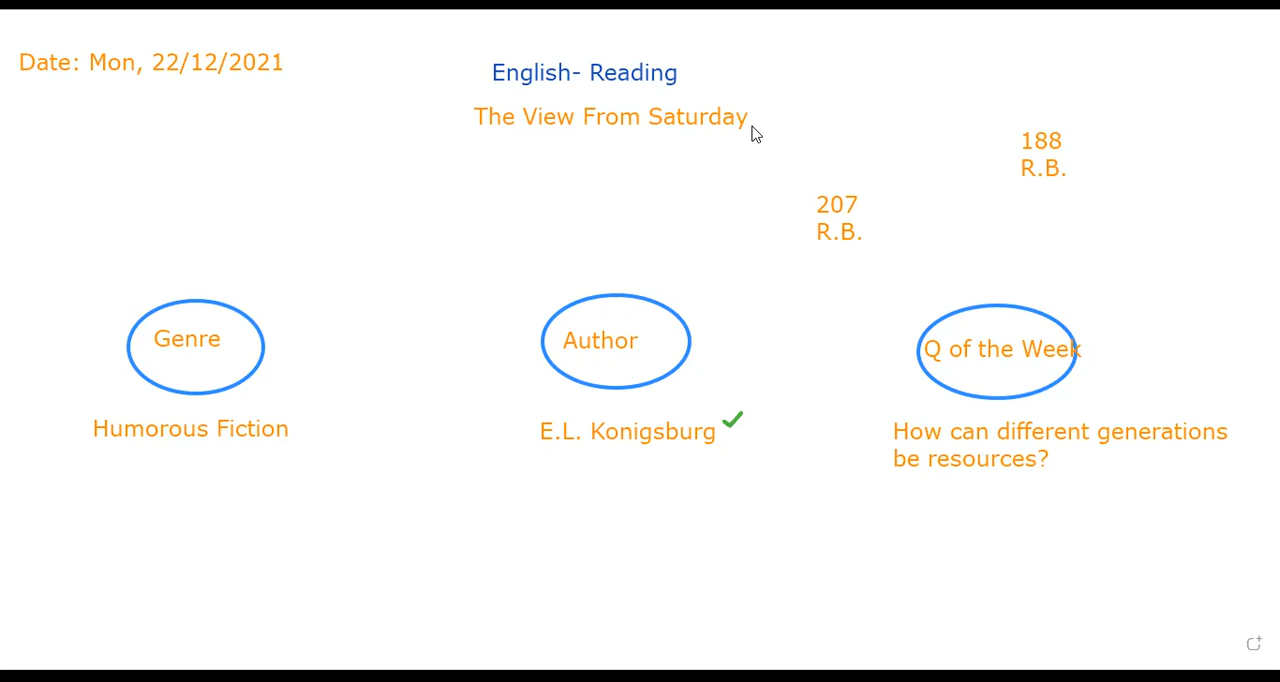 Date: Mon, 22/12/2021
English- Reading
The View From Saturday
188
R.B.
207
R.B.
Genre
Author
Q of the Week
Humorous Fiction
E.L. Konigsburg
How can different generations
be resources?